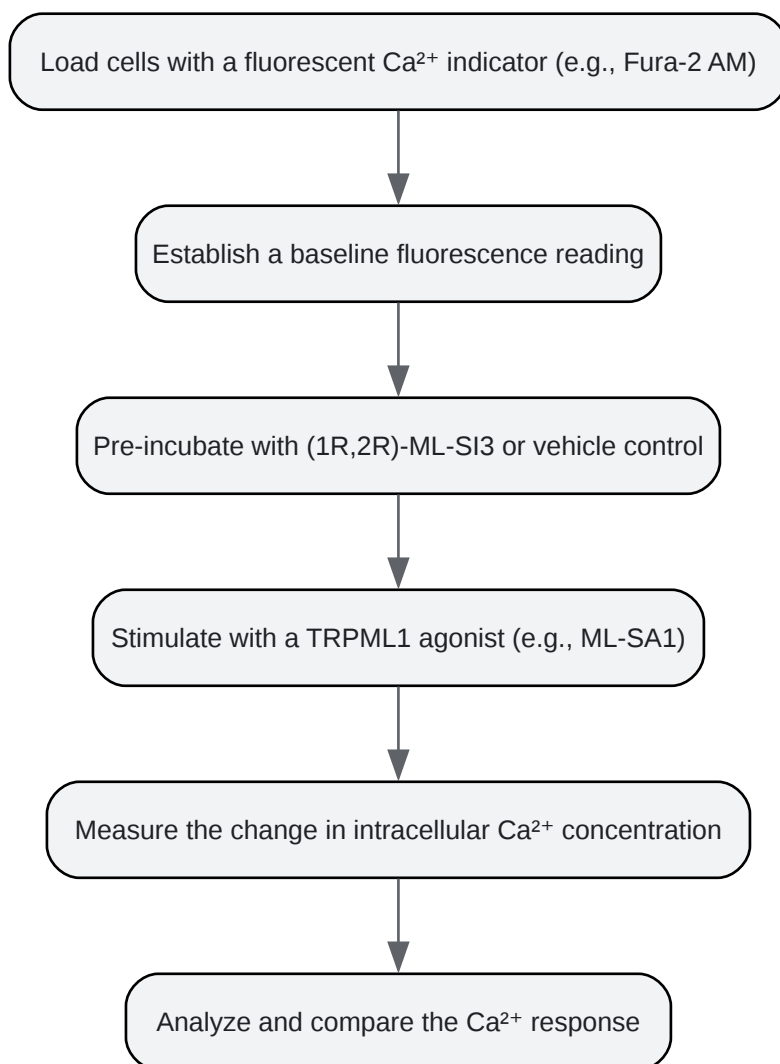 Load cells with a fluorescent Ca²⁺ indicator (e.g., Fura-2 AM)
Establish a baseline fluorescence reading
Pre-incubate with (1R,2R)-ML-SI3 or vehicle control
Stimulate with a TRPML1 agonist (e.g., ML-SA1)
Measure the change in intracellular Ca²⁺ concentration
Analyze and compare the Ca²⁺ response